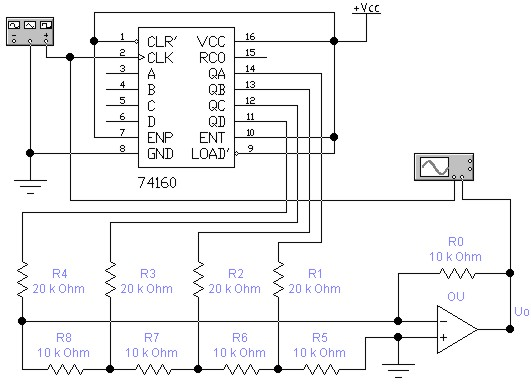 +Vcc
1 CLR' VCC 16
2 CLK RCO 15
3 A QA 14
4 B QB 13
5 C QC 12
6 D QD 11
7 ENP ENT 10
8 GND LOAD' 9
74160
R4 20 k Ohm
R3 20 k Ohm
R2 20 k Ohm
R1 20 k Ohm
R0 10 k Ohm
OU
Uo
R8 10 k Ohm
R7 10 k Ohm
R6 10 k Ohm
R5 10 k Ohm